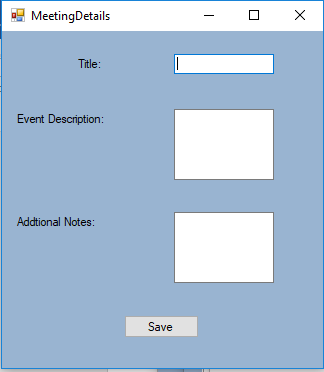 MeetingDetails
Title:
Event Description:
Addtional Notes:
Save